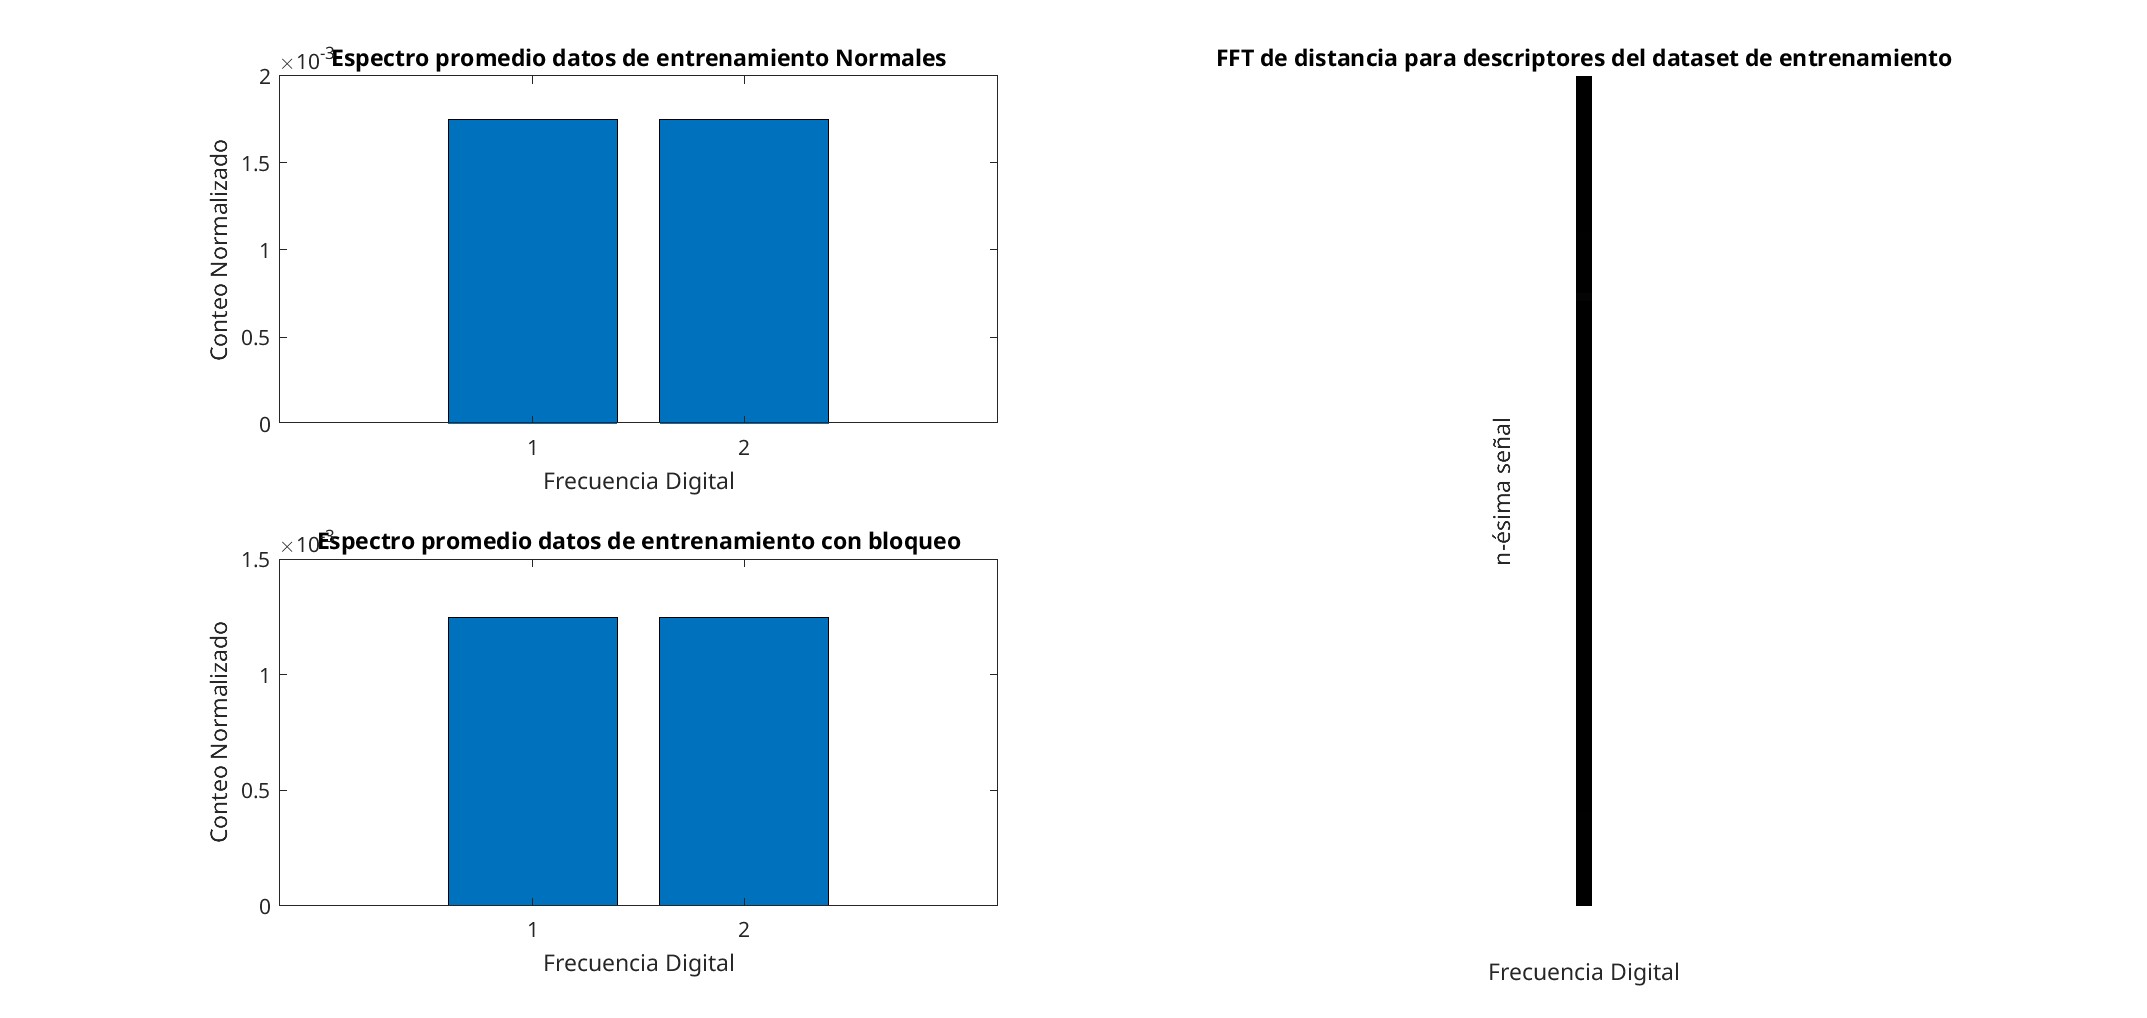 ×10-3
Espectro promedio datos de entrenamiento Normales
2
1.5
1
0.5
0
Conteo Normalizado
1 2
Frecuencia Digital
×10-3
Espectro promedio datos de entrenamiento con bloqueo
1.5
1
0.5
0
Conteo Normalizado
1 2
Frecuencia Digital
FFT de distancia para descriptores del dataset de entrenamiento
n-ésima señal
Frecuencia Digital